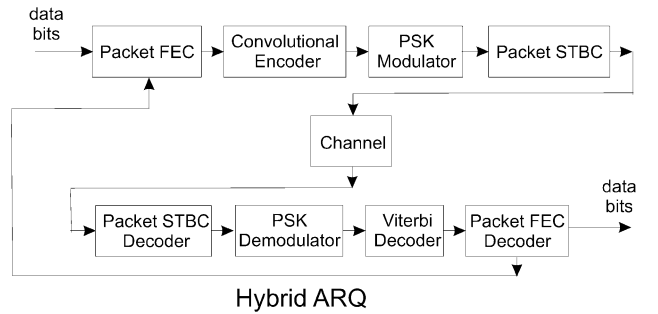 data
bits
Packet FEC
Convolutional
Encoder
PSK
Modulator
Packet STBC
Channel
Packet STBC
Decoder
PSK
Demodulator
Viterbi
Decoder
Packet FEC
Decoder
data
bits
Hybrid ARQ